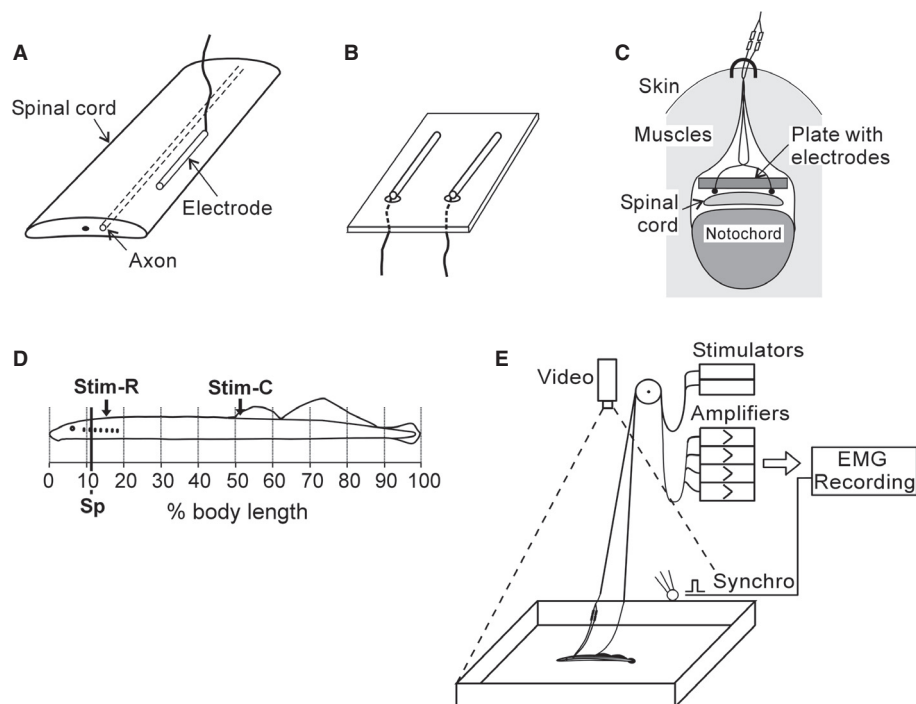 A
Spinal cord
Electrode
Axon
B
C
Skin
Muscles
Plate with
electrodes
Spinal
cord
Notochord
D
Stim-R
Stim-C
0 10 20 30 40 50 60 70 80 90 100
Sp
% body length
E
Video
Stimulators
Amplifiers
EMG
Recording
Synchro